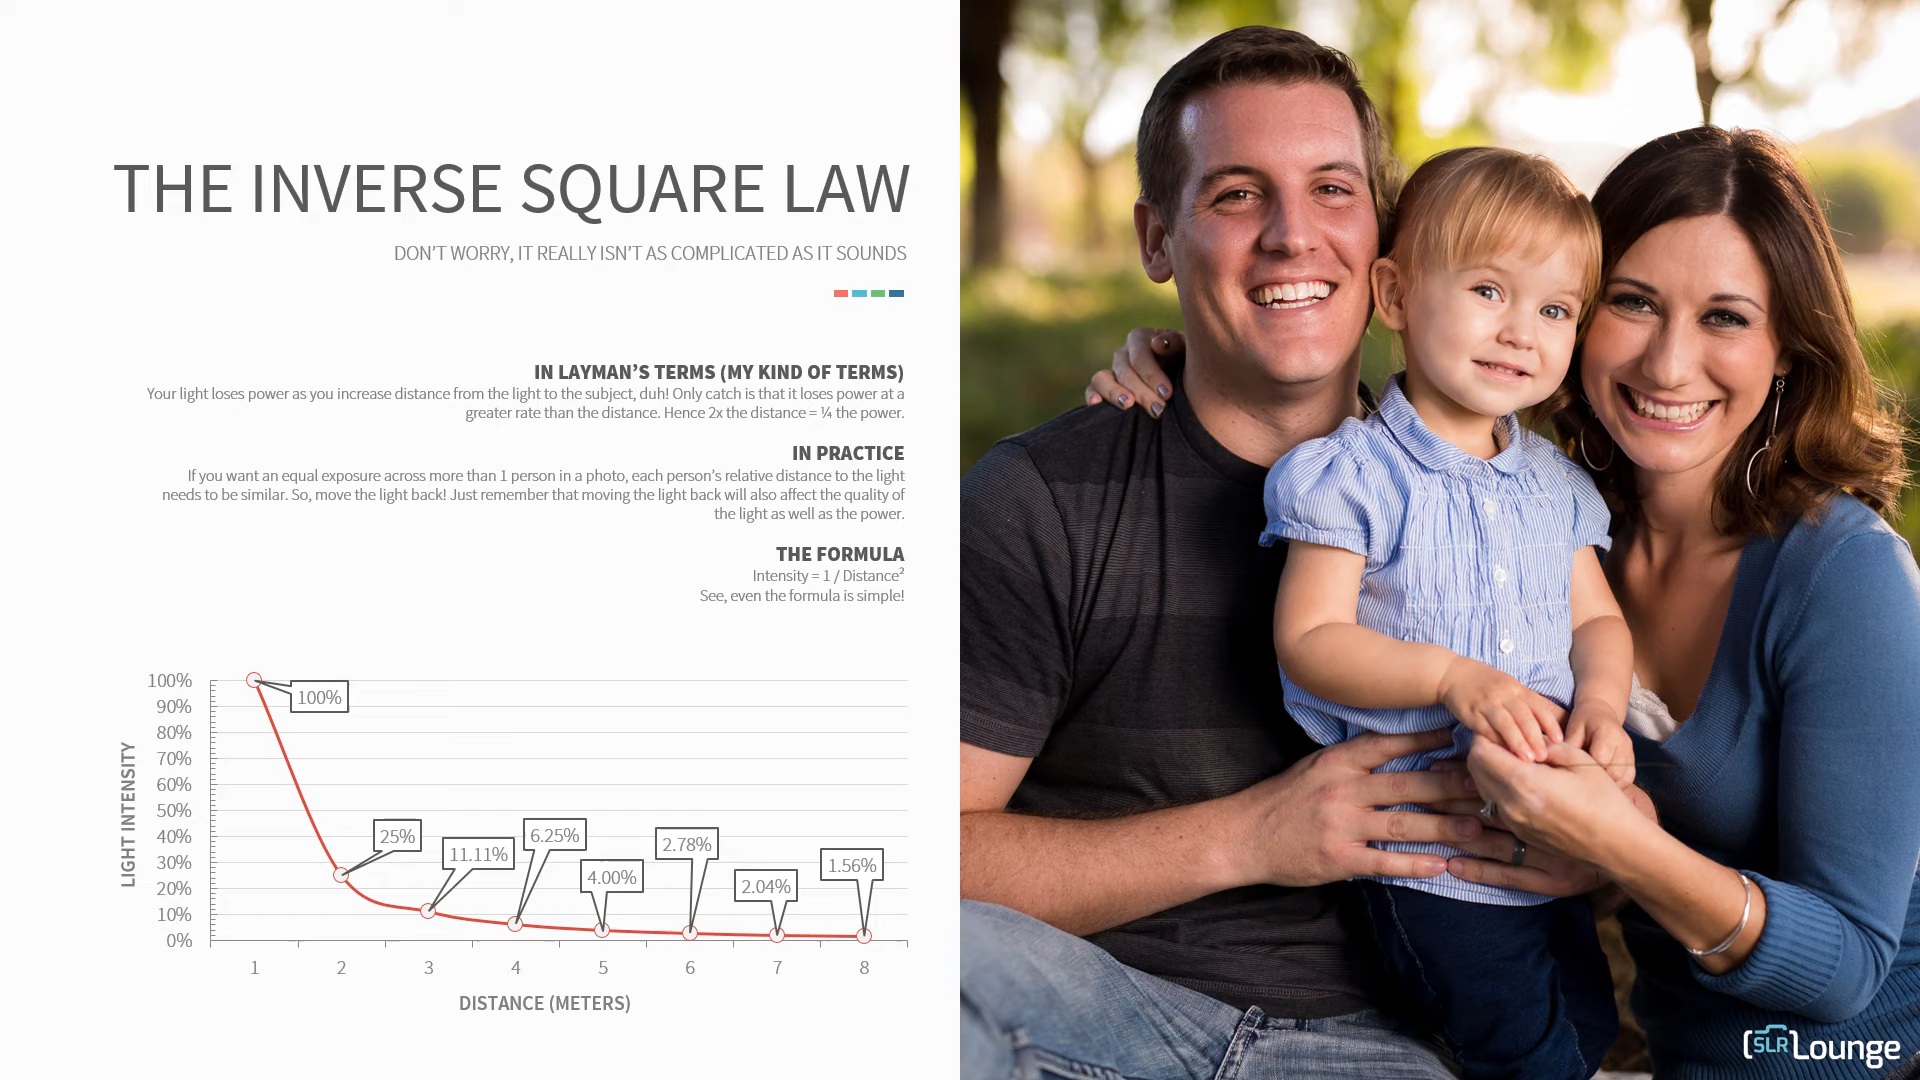 THE INVERSE SQUARE LAW
DON'T WORRY, IT REALLY ISN'T AS COMPLICATED AS IT SOUNDS
IN LAYMAN'S TERMS (MY KIND OF TERMS)
Your light loses power as you increase distance from the light to the subject, duh! Only catch is that it loses power at a
greater rate than the distance. Hence 2x the distance = ¼ the power.
IN PRACTICE
If you want an equal exposure across more than 1 person in a photo, each person's relative distance to the light
needs to be similar. So, move the light back! Just remember that moving the light back will also affect the quality of
the light as well as the power.
THE FORMULA
Intensity = 1 / Distance²
See, even the formula is simple!
LIGHT INTENSITY
100%
90%
80%
70%
60%
50%
40%
30%
20%
10%
0%
100%
25%
11.11%
6.25%
4.00%
2.78%
2.04%
1.56%
1 2 3 4 5 6 7 8
DISTANCE (METERS)
[SLR]Lounge